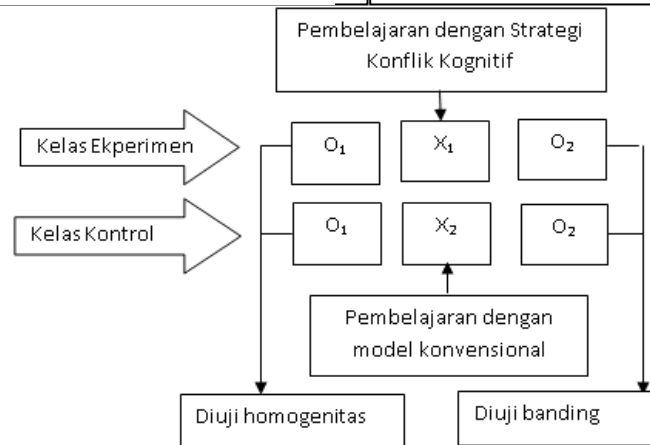 Pembelajaran dengan Strategi
Konflik Kognitif
Kelas Ekperimen
O₁
X₁
O₂
Kelas Kontrol
O₁
X₂
O₂
Pembelajaran dengan
model konvensional
Diuji homogenitas
Diuji banding